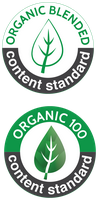 ORGANIC BLENDED
content standard
ORGANIC 100
content standard